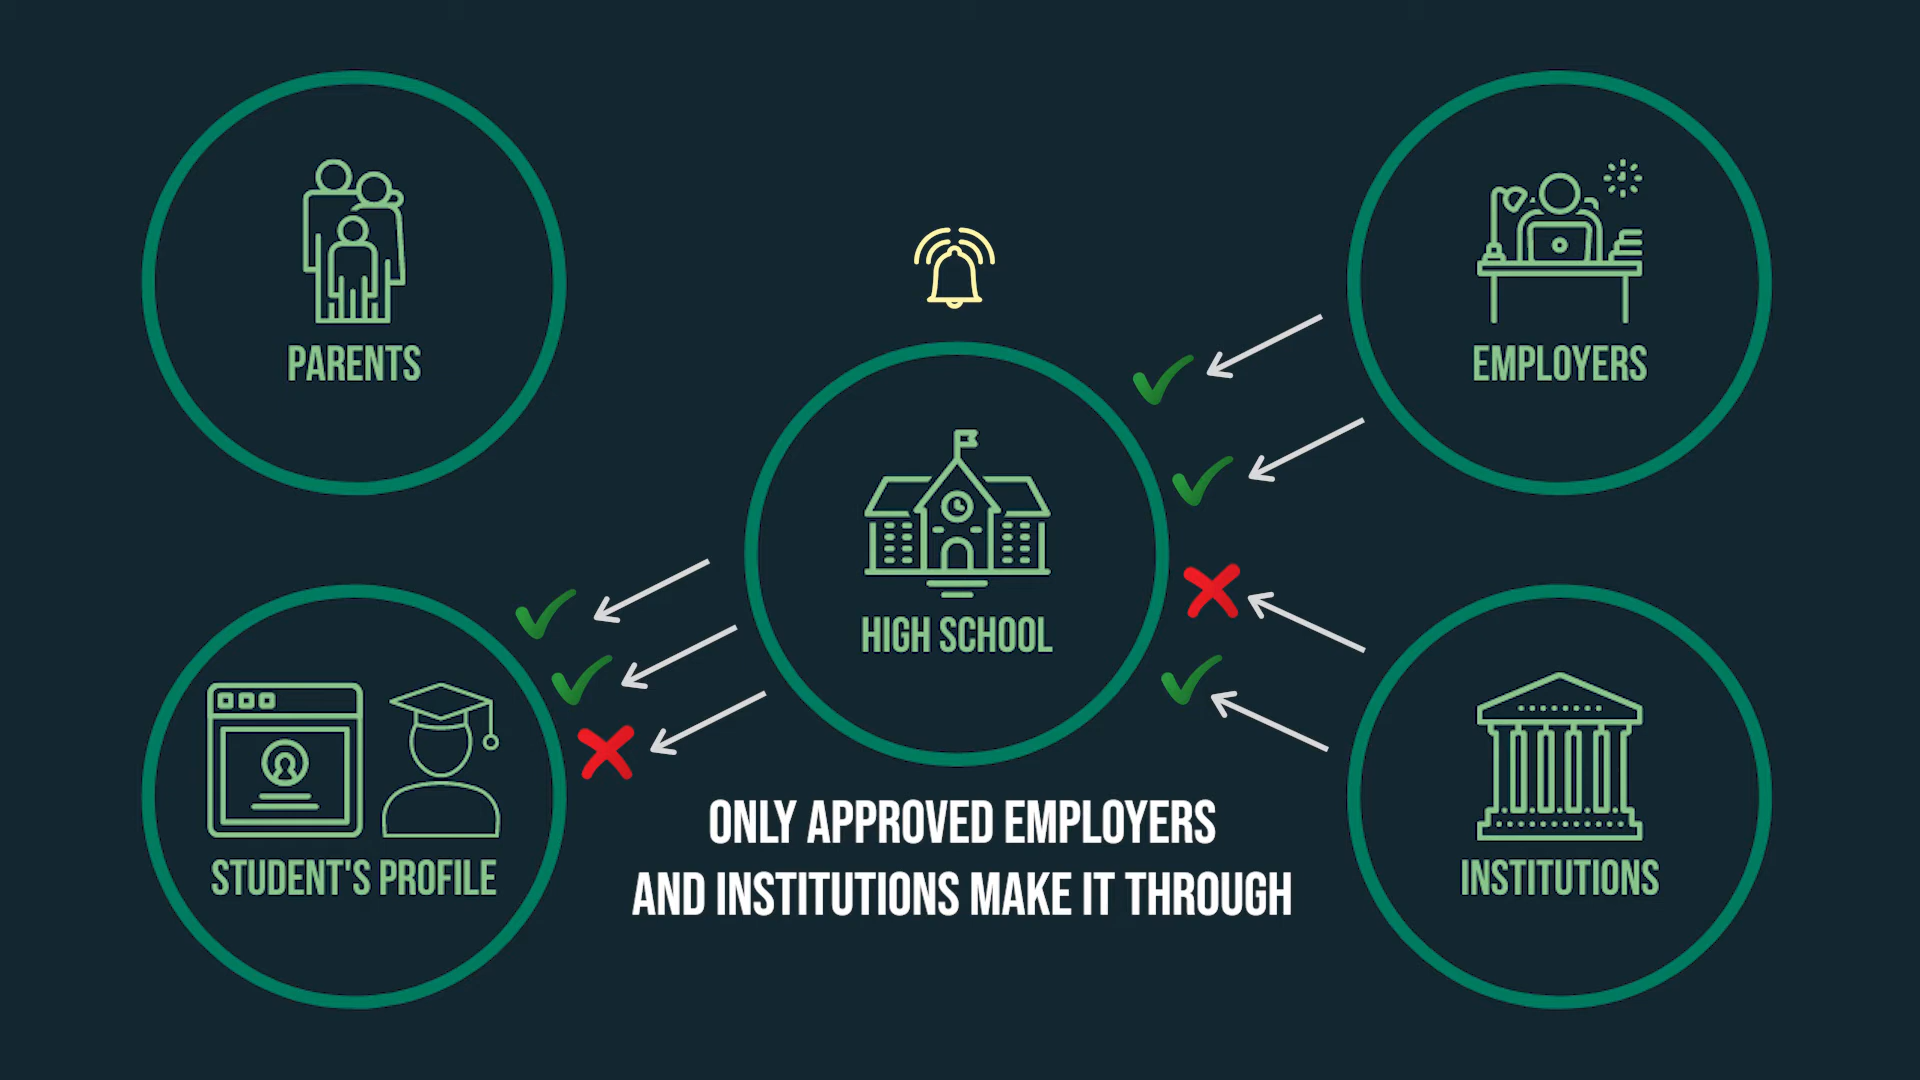 PARENTS
EMPLOYERS
HIGH SCHOOL
STUDENT'S PROFILE
INSTITUTIONS
ONLY APPROVED EMPLOYERS
AND INSTITUTIONS MAKE IT THROUGH